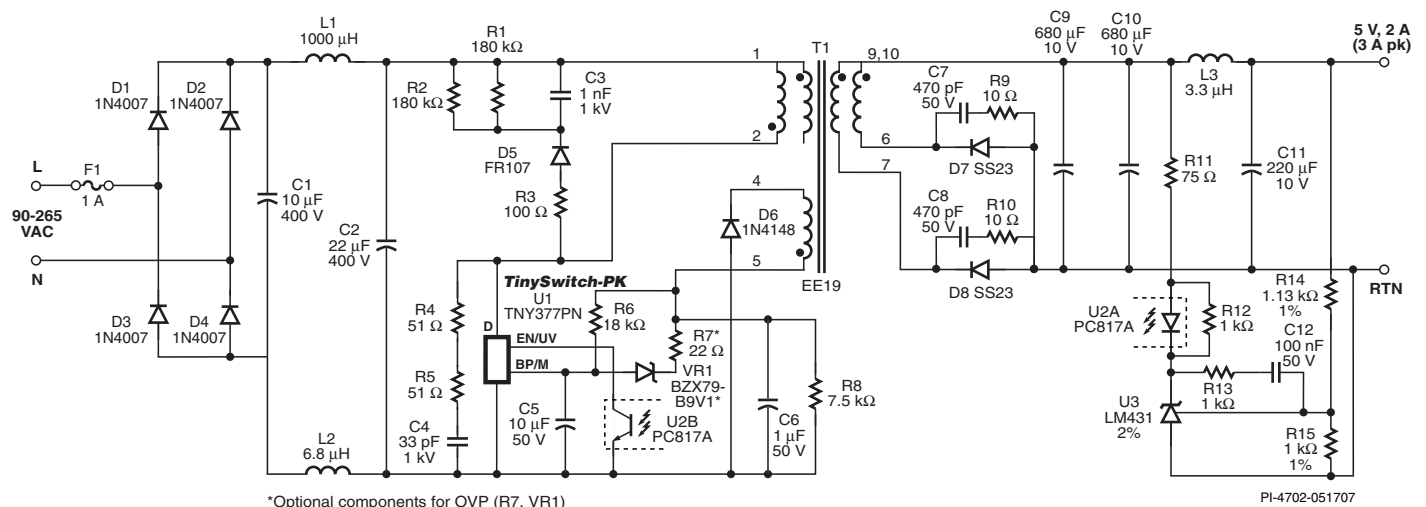 L1
1000 µH
D1
1N4007
D2
1N4007
L
F1
1 A
90-265
VAC
N
D3
1N4007
D4
1N4007
C1
10 µF
400 V
C2
22 µF
400 V
L2
6.8 µH
R1
180 kΩ
R2
180 kΩ
C3
1 nF
1 kV
D5
FR107
R3
100 Ω
R4
51 Ω
R5
51 Ω
C4
33 pF
1 kV
TinySwitch-PK
U1
TNY377PN
D
EN/UV
BP/M
C5
10 µF
50 V
R6
18 kΩ
R7*
22 Ω
VR1
BZX79-
B9V1*
U2B
PC817A
C6
1 µF
50 V
R8
7.5 kΩ
D6
1N4148
1
2
4
5
T1
EE19
9,10
6
7
C7
470 pF
50 V
R9
10 Ω
D7 SS23
C8
470 pF
50 V
R10
10 Ω
D8 SS23
C9
680 µF
10 V
C10
680 µF
10 V
L3
3.3 µH
R11
75 Ω
C11
220 µF
10 V
5 V, 2 A
(3 A pk)
RTN
U2A
PC817A
R12
1 kΩ
R14
1.13 kΩ
1%
C12
100 nF
50 V
R13
1 kΩ
U3
LM431
2%
R15
1 kΩ
1%
*Optional components for OVP (R7, VR1)
PI-4702-051707